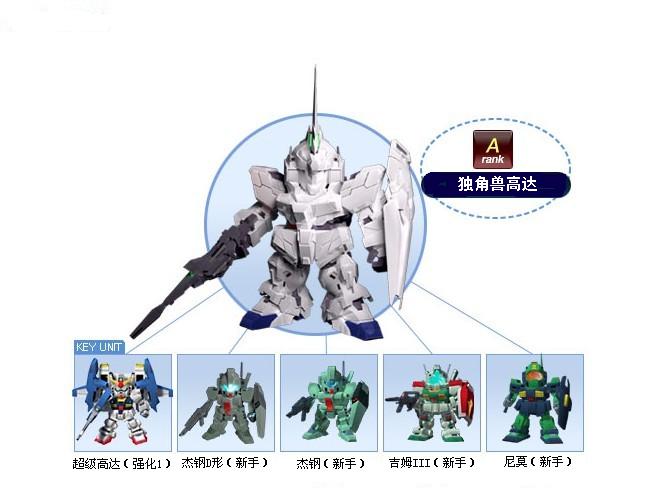 A
rank
独角兽高达
KEY UNIT
超级高达（强化1）
杰钢D形（新手）
杰钢（新手）
吉姆III（新手）
尼莫（新手）